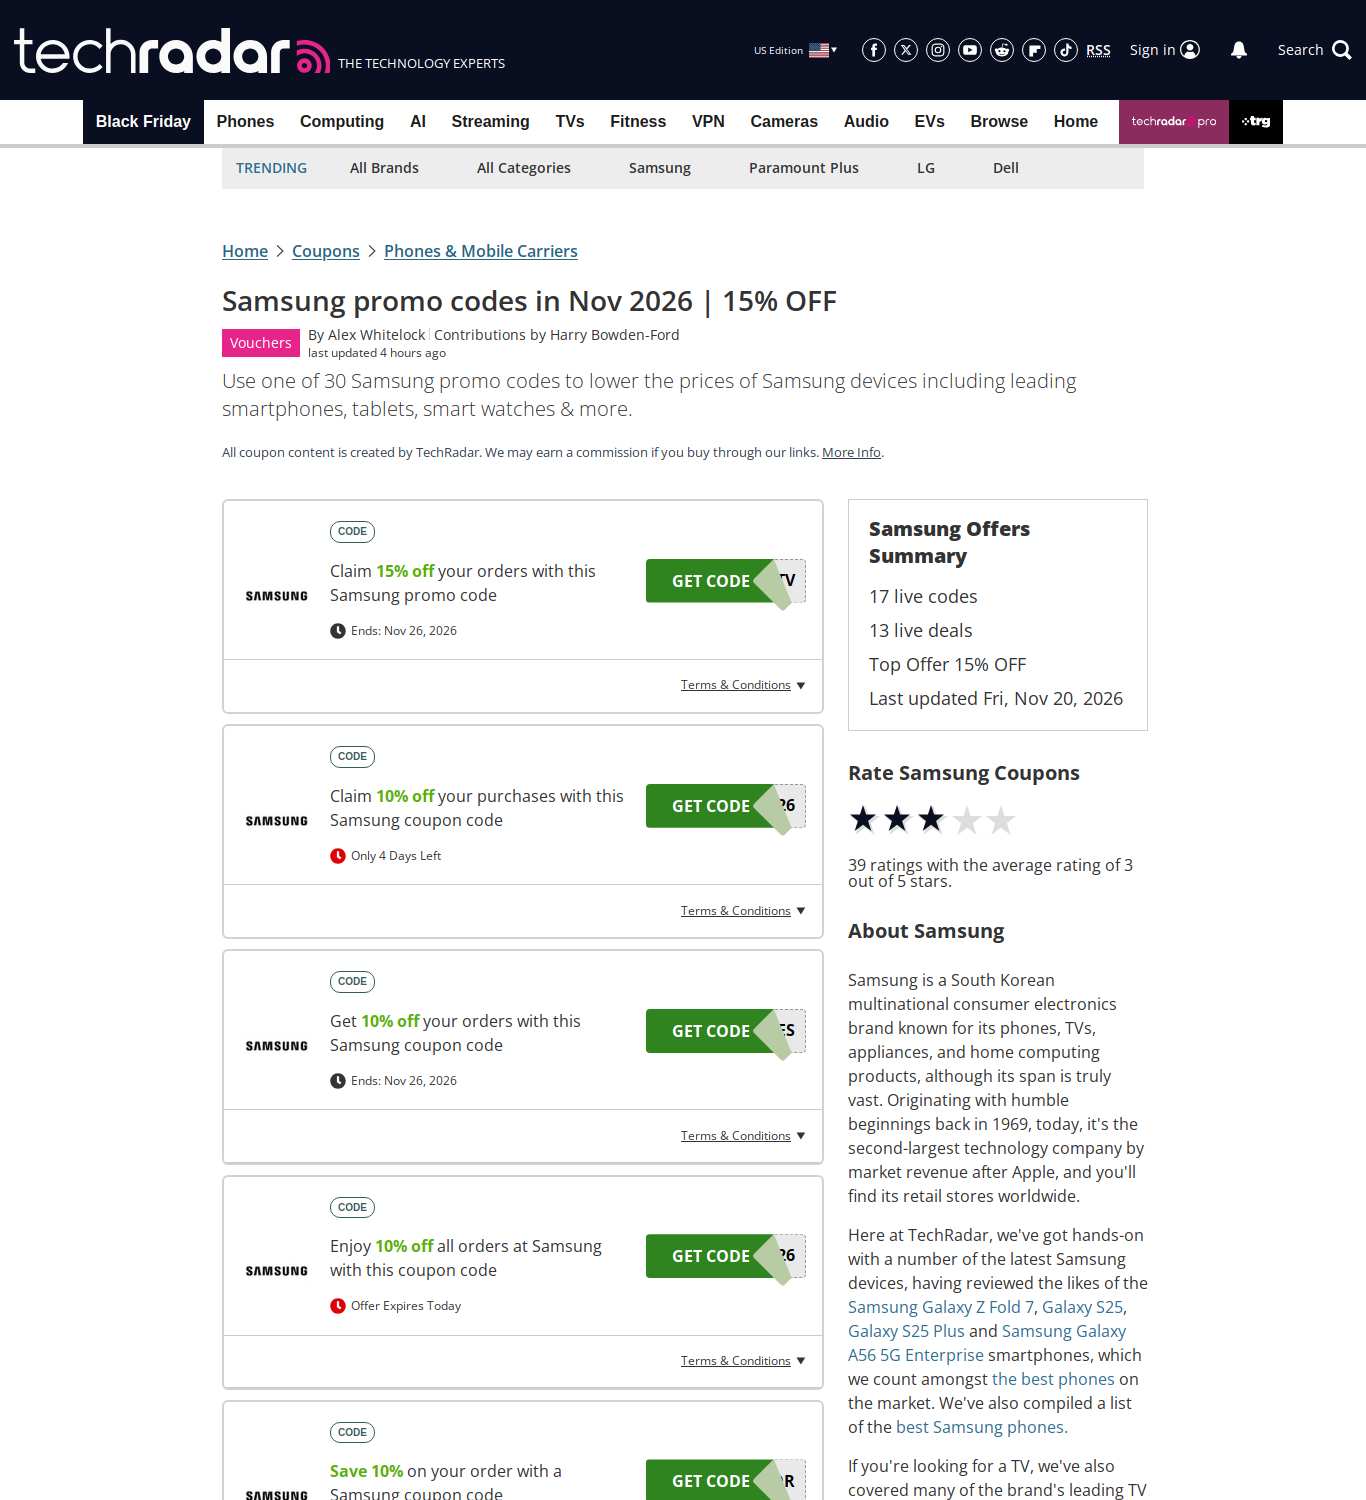 techradar THE TECHNOLOGY EXPERTS
US Edition RSS Sign in Search
Black Friday Phones Computing AI Streaming TVs Fitness VPN Cameras Audio EVs Browse Home techradar pro trg
TRENDING All Brands All Categories Samsung Paramount Plus LG Dell
Home > Coupons > Phones & Mobile Carriers
Samsung promo codes in Nov 2026 | 15% OFF
Vouchers
By Alex Whitelock | Contributions by Harry Bowden-Ford
last updated 4 hours ago
Use one of 30 Samsung promo codes to lower the prices of Samsung devices including leading
smartphones, tablets, smart watches & more.
All coupon content is created by TechRadar. We may earn a commission if you buy through our links. More Info.
CODE
SAMSUNG
Claim 15% off your orders with this
Samsung promo code
Ends: Nov 26, 2026
GET CODE TV
Terms & Conditions
CODE
SAMSUNG
Claim 10% off your purchases with this
Samsung coupon code
Only 4 Days Left
GET CODE 26
Terms & Conditions
CODE
SAMSUNG
Get 10% off your orders with this
Samsung coupon code
Ends: Nov 26, 2026
GET CODE ES
Terms & Conditions
CODE
SAMSUNG
Enjoy 10% off all orders at Samsung
with this coupon code
Offer Expires Today
GET CODE 26
Terms & Conditions
CODE
SAMSUNG
Save 10% on your order with a
Samsung coupon code
GET CODE R
Samsung Offers
Summary
17 live codes
13 live deals
Top Offer 15% OFF
Last updated Fri, Nov 20, 2026
Rate Samsung Coupons
39 ratings with the average rating of 3
out of 5 stars.
About Samsung
Samsung is a South Korean
multinational consumer electronics
brand known for its phones, TVs,
appliances, and home computing
products, although its span is truly
vast. Originating with humble
beginnings back in 1969, today, it's the
second-largest technology company by
market revenue after Apple, and you'll
find its retail stores worldwide.
Here at TechRadar, we've got hands-on
with a number of the latest Samsung
devices, having reviewed the likes of the
Samsung Galaxy Z Fold 7, Galaxy S25,
Galaxy S25 Plus and Samsung Galaxy
A56 5G Enterprise smartphones, which
we count amongst the best phones on
the market. We've also compiled a list
of the best Samsung phones.
If you're looking for a TV, we've also
covered many of the brand's leading TV